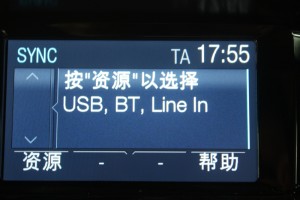 SYNC TA 17:55
按"资源"以选择
USB, BT, Line In
资源 - - 帮助